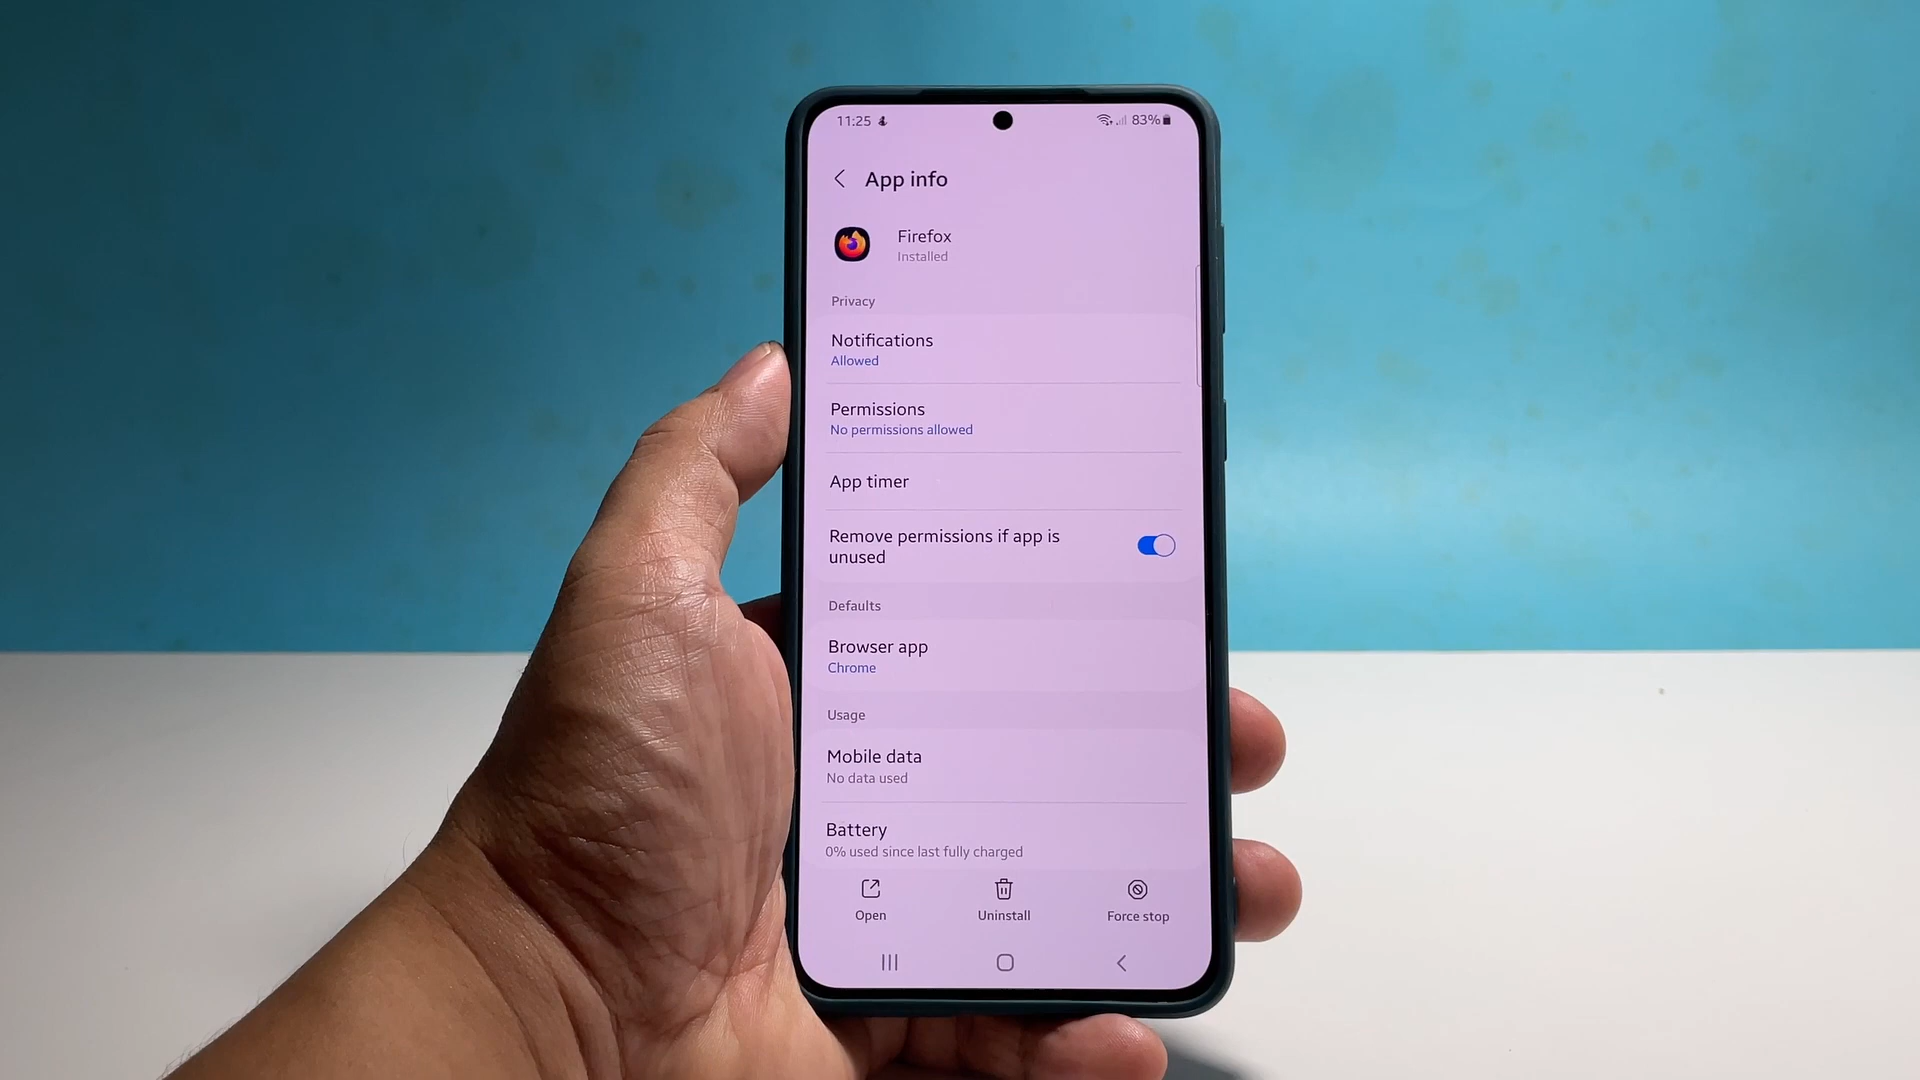 11:25 83%
App info
Firefox
Installed
Privacy
Notifications
Allowed
Permissions
No permissions allowed
App timer
Remove permissions if app is
unused
Defaults
Browser app
Chrome
Usage
Mobile data
No data used
Battery
0% used since last fully charged
Open Uninstall Force stop